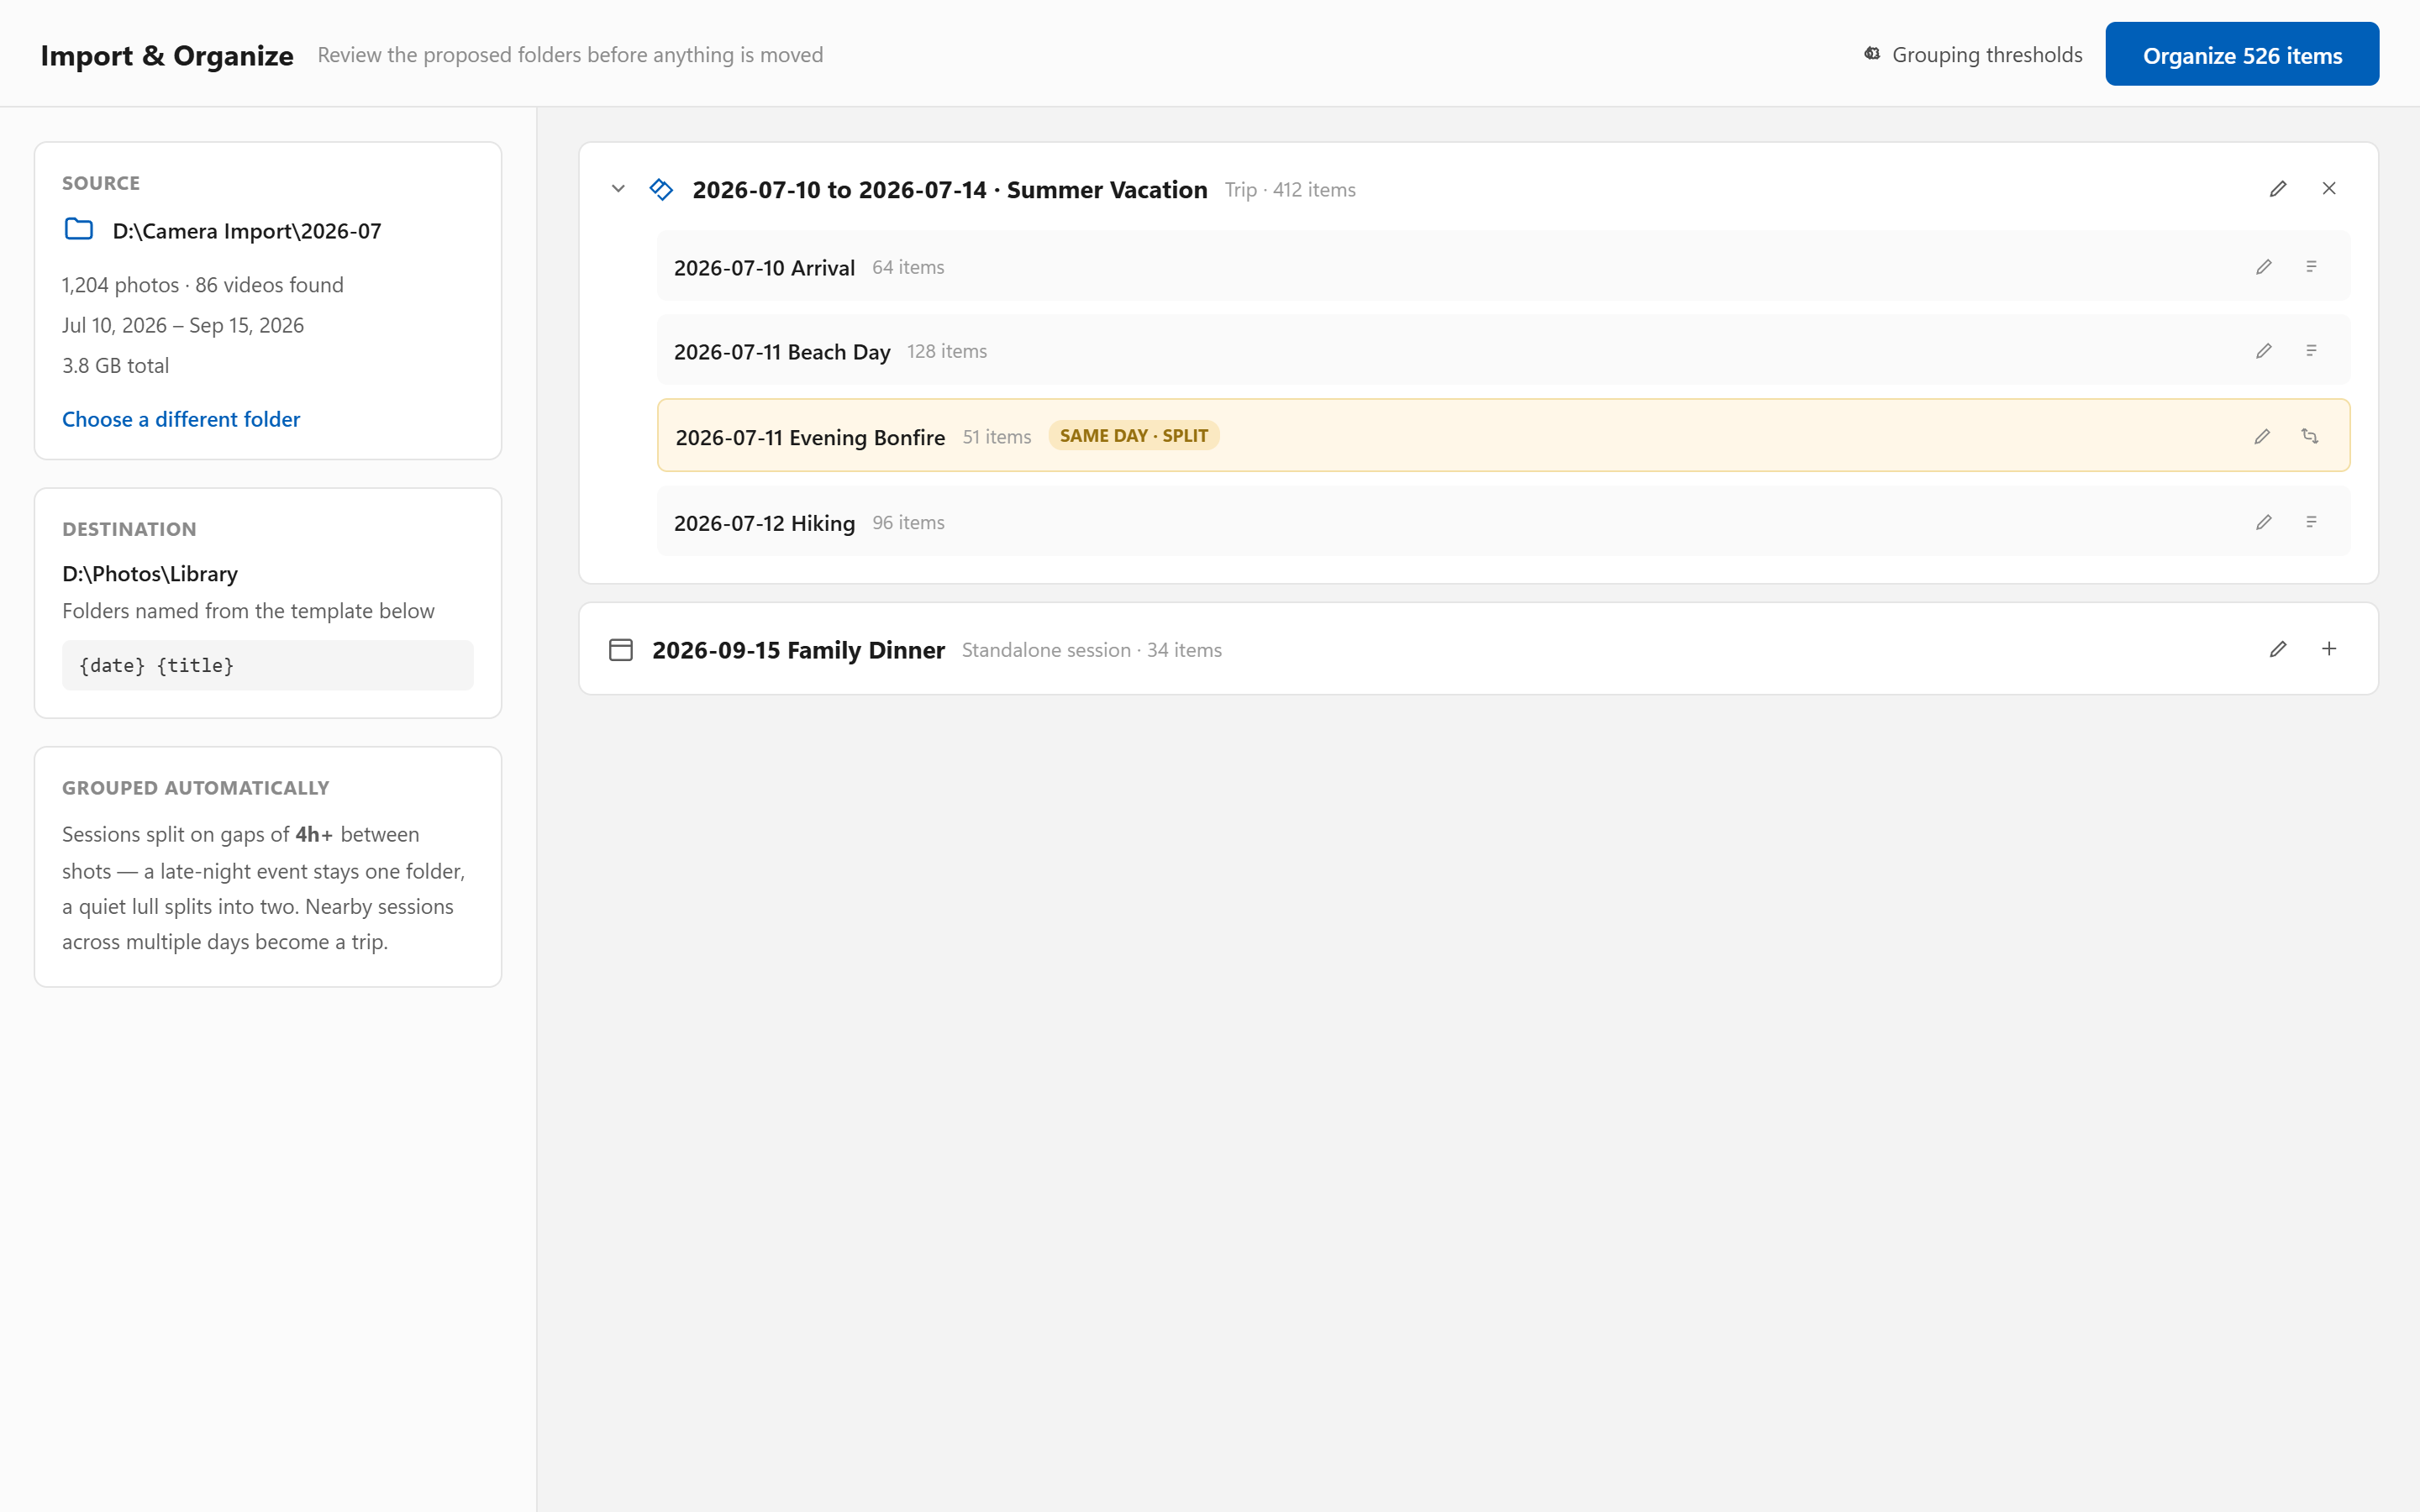 Import & Organize
Review the proposed folders before anything is moved
Grouping thresholds
Organize 526 items
SOURCE
D:\Camera Import\2026-07
1,204 photos · 86 videos found
Jul 10, 2026 – Sep 15, 2026
3.8 GB total
Choose a different folder
DESTINATION
D:\Photos\Library
Folders named from the template below
{date} {title}
GROUPED AUTOMATICALLY
Sessions split on gaps of 4h+ between
shots — a late-night event stays one folder,
a quiet lull splits into two. Nearby sessions
across multiple days become a trip.
2026-07-10 to 2026-07-14 · Summer Vacation Trip · 412 items
2026-07-10 Arrival 64 items
2026-07-11 Beach Day 128 items
2026-07-11 Evening Bonfire 51 items SAME DAY · SPLIT
2026-07-12 Hiking 96 items
2026-09-15 Family Dinner Standalone session · 34 items